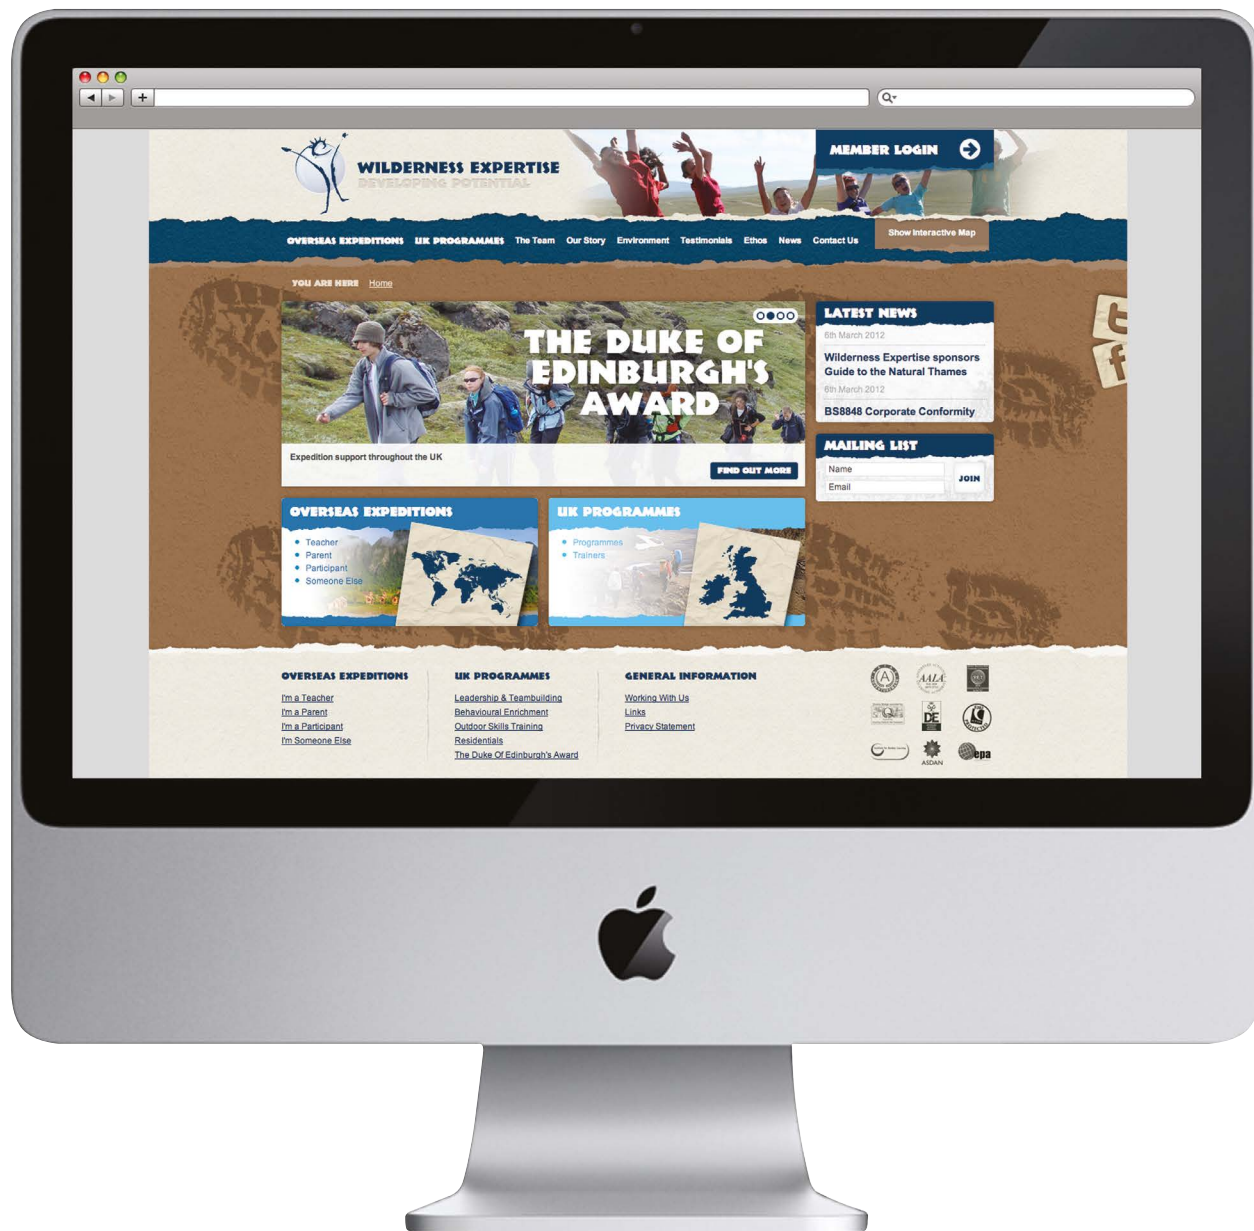 WILDERNESS EXPERTISE
DEVELOPING POTENTIAL
MEMBER LOGIN
OVERSEAS EXPEDITIONS UK PROGRAMMES The Team Our Story Environment Testimonials Ethos News Contact Us Show Interactive Map
YOU ARE HERE Home
THE DUKE OF
EDINBURGH'S
AWARD
Expedition support throughout the UK
FIND OUT MORE
LATEST NEWS
6th March 2012
Wilderness Expertise sponsors
Guide to the Natural Thames
6th March 2012
BS8848 Corporate Conformity
MAILING LIST
Name
Email
JOIN
OVERSEAS EXPEDITIONS
• Teacher
• Parent
• Participant
• Someone Else
UK PROGRAMMES
• Programmes
• Trainers
OVERSEAS EXPEDITIONS
I'm a Teacher
I'm a Parent
I'm a Participant
I'm Someone Else
UK PROGRAMMES
Leadership & Teambuilding
Behavioural Enrichment
Outdoor Skills Training
Residentials
The Duke Of Edinburgh's Award
GENERAL INFORMATION
Working With Us
Links
Privacy Statement
A
AALA
DE
ASDAN
epa